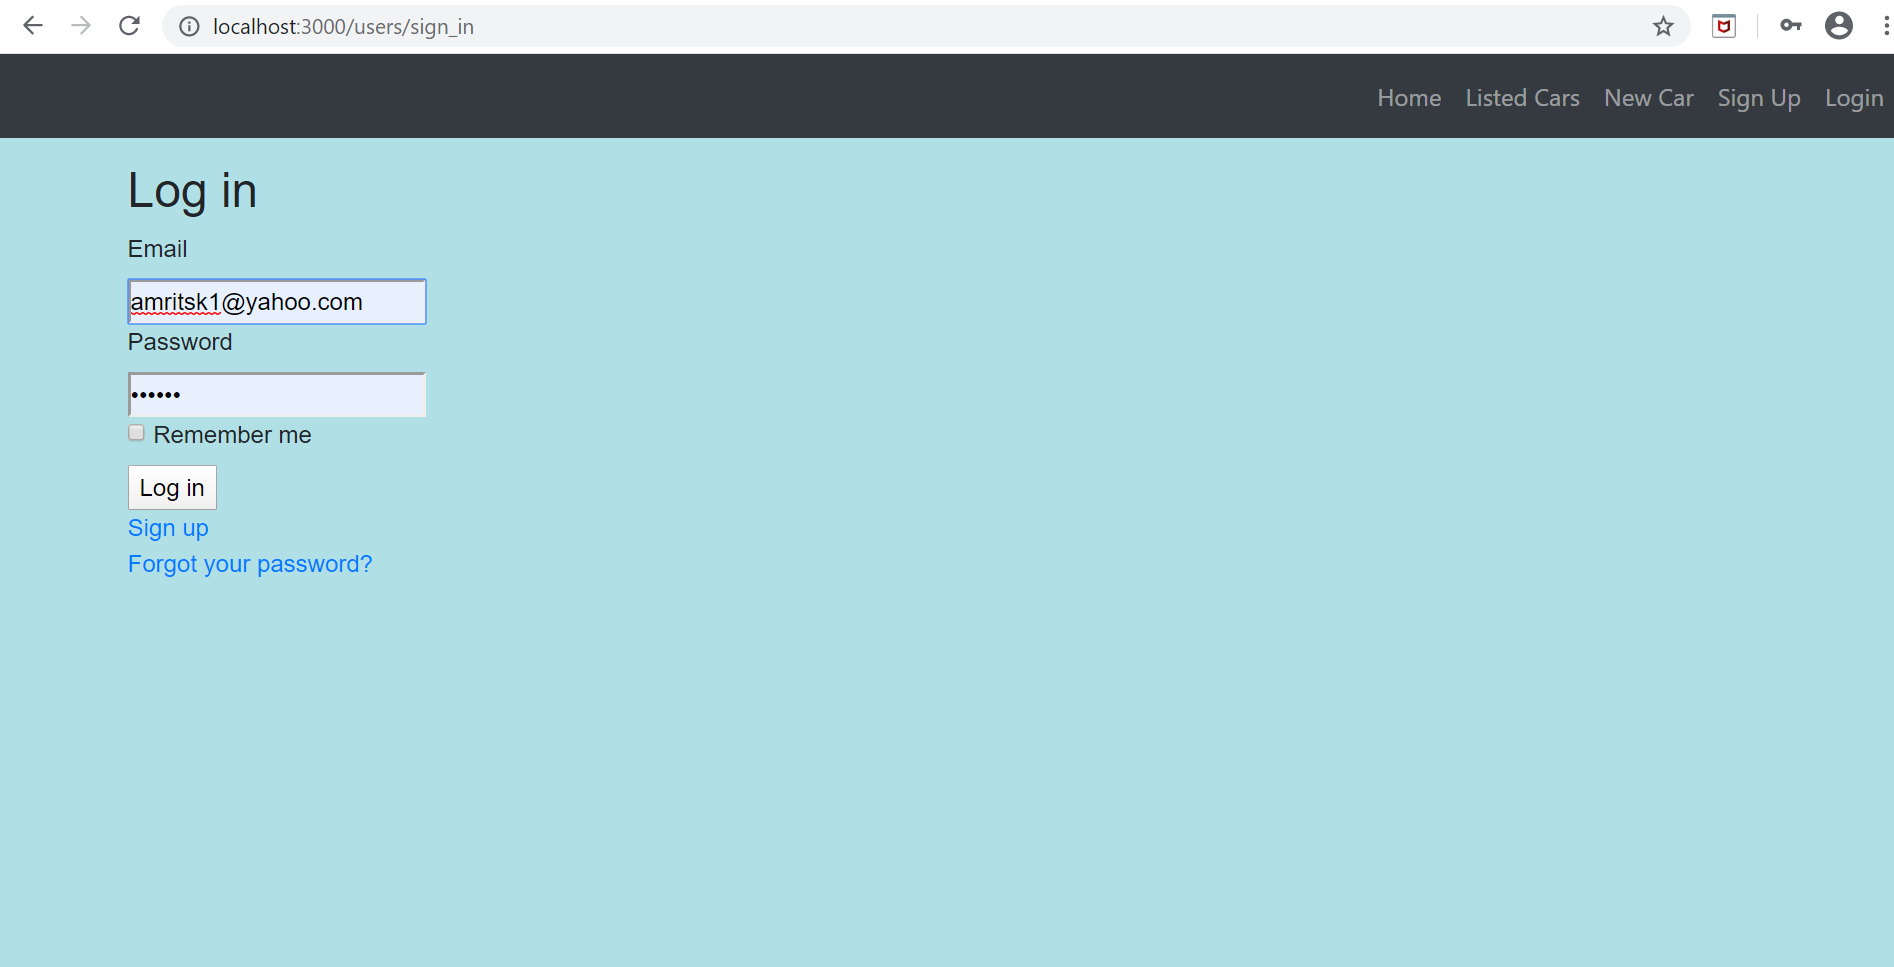 localhost:3000/users/sign_in
Home Listed Cars New Car Sign Up Login
Log in
Email
amritsk1@yahoo.com
Password
••••••
Remember me
Log in
Sign up
Forgot your password?